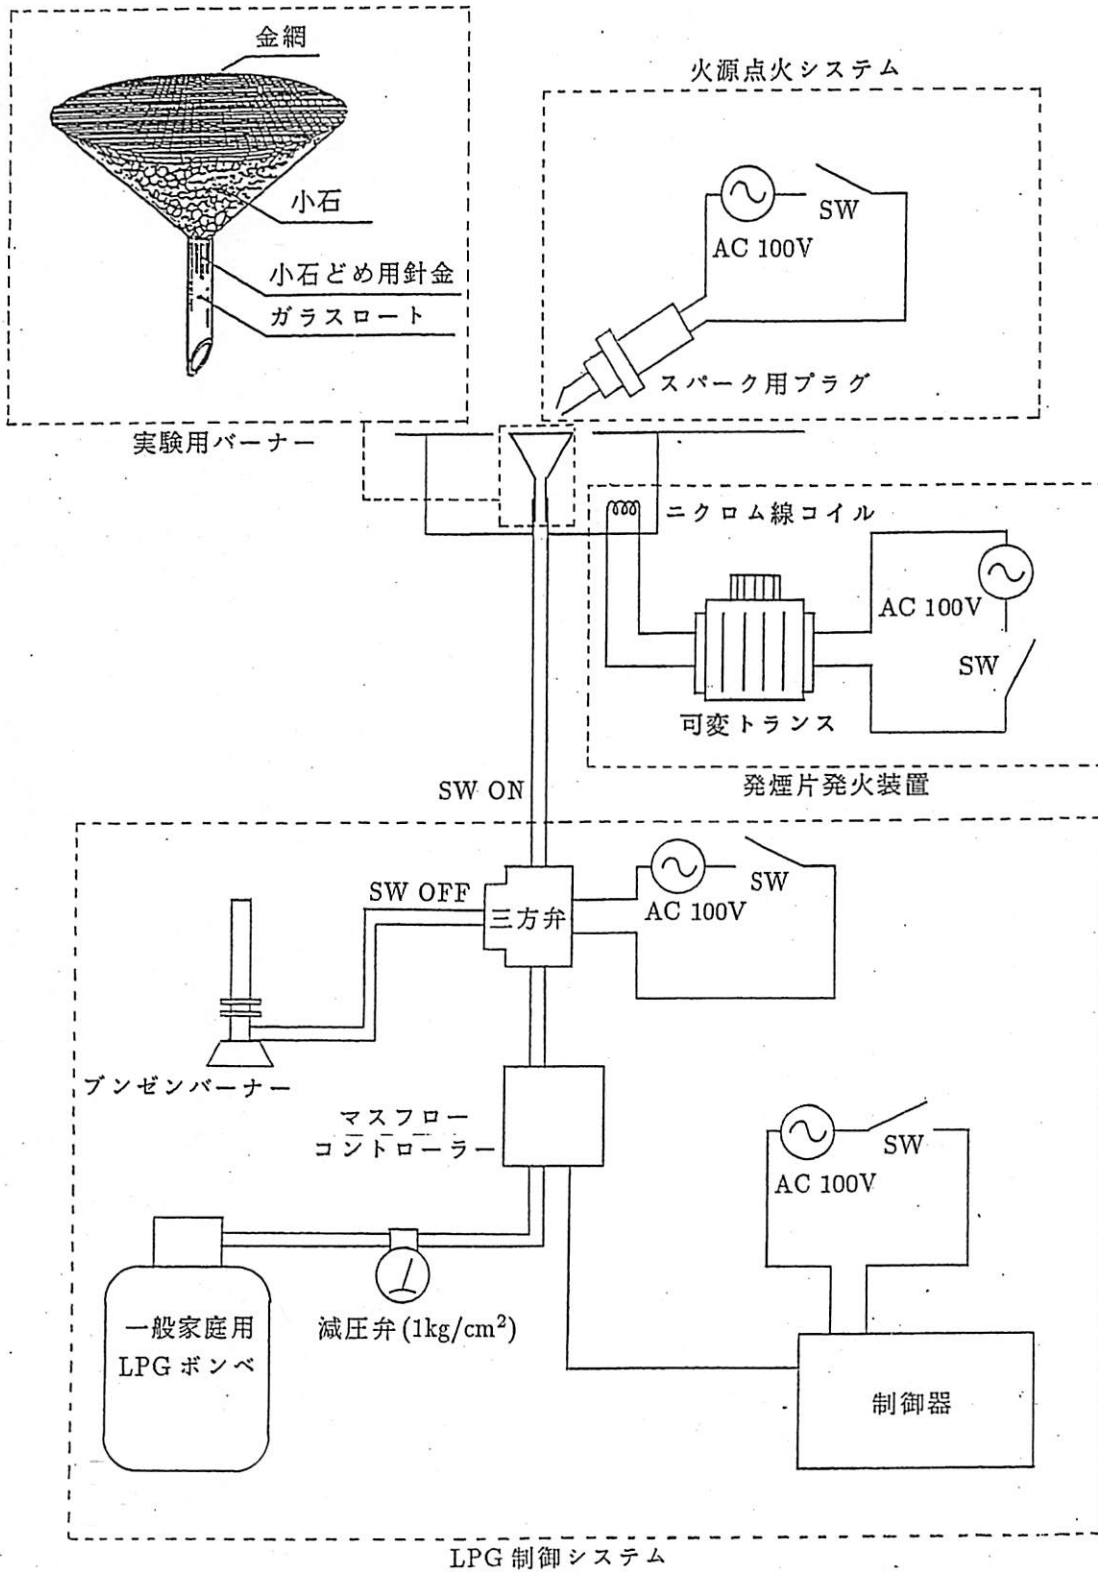 金網
火源点火システム
小石
SW
AC 100V
小石どめ用針金
ガラスロート
スパーク用プラグ
実験用バーナー
ニクロム線コイル
AC 100V
SW
可変トランス
発煙片発火装置
SW ON
SW OFF
三方弁
SW
AC 100V
ブンゼンバーナー
マスフロー
コントローラー
SW
AC 100V
一般家庭用
LPG ボンベ
減圧弁(1kg/cm²)
制御器
LPG 制御システム